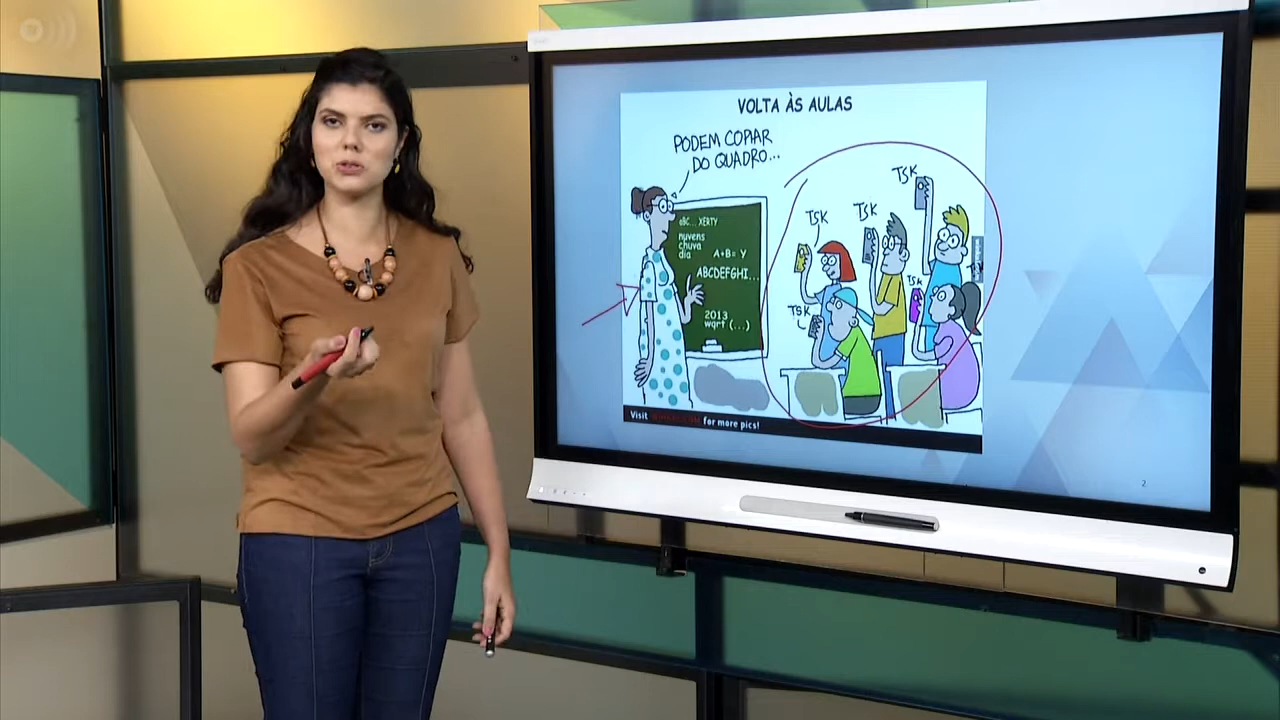 VOLTA ÀS AULAS
PODEM COPIAR
DO QUADRO...
TSK
TSK
TSK
TSK
TSK
aBC... XERTY
nuvens
chuva
dia
A+B= Y
ABCDEFGHI...
2013
wqrt (...)
Visit
for more pics!
2